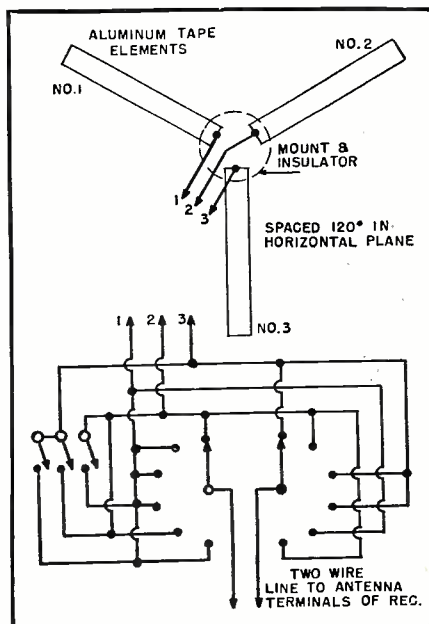 ALUMINUM TAPE
ELEMENTS
NO.1
NO.2
MOUNT &
INSULATOR
1
2
3
SPACED 120° IN
HORIZONTAL PLANE
NO.3
1 2 3
TWO WIRE
LINE TO ANTENNA
TERMINALS OF REC.